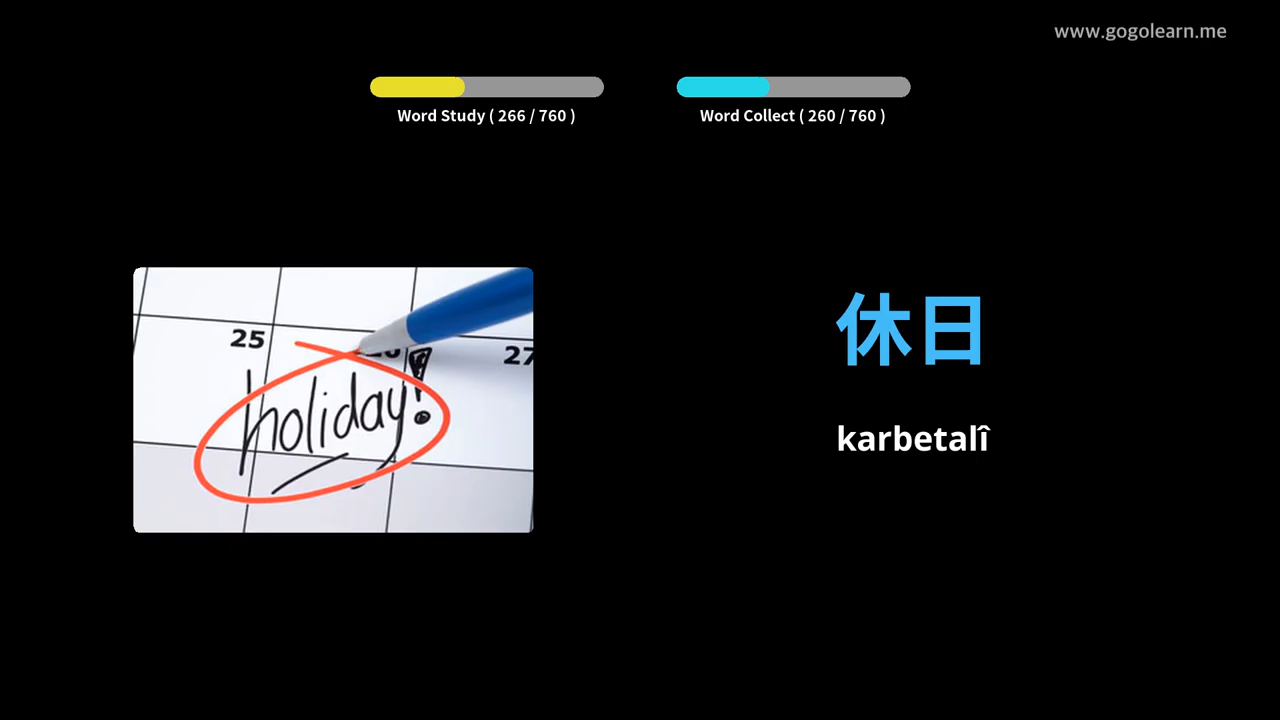 www.gogolearn.me
Word Study ( 266 / 760 )
Word Collect ( 260 / 760 )
25
27
holiday!
休日
karbetalî